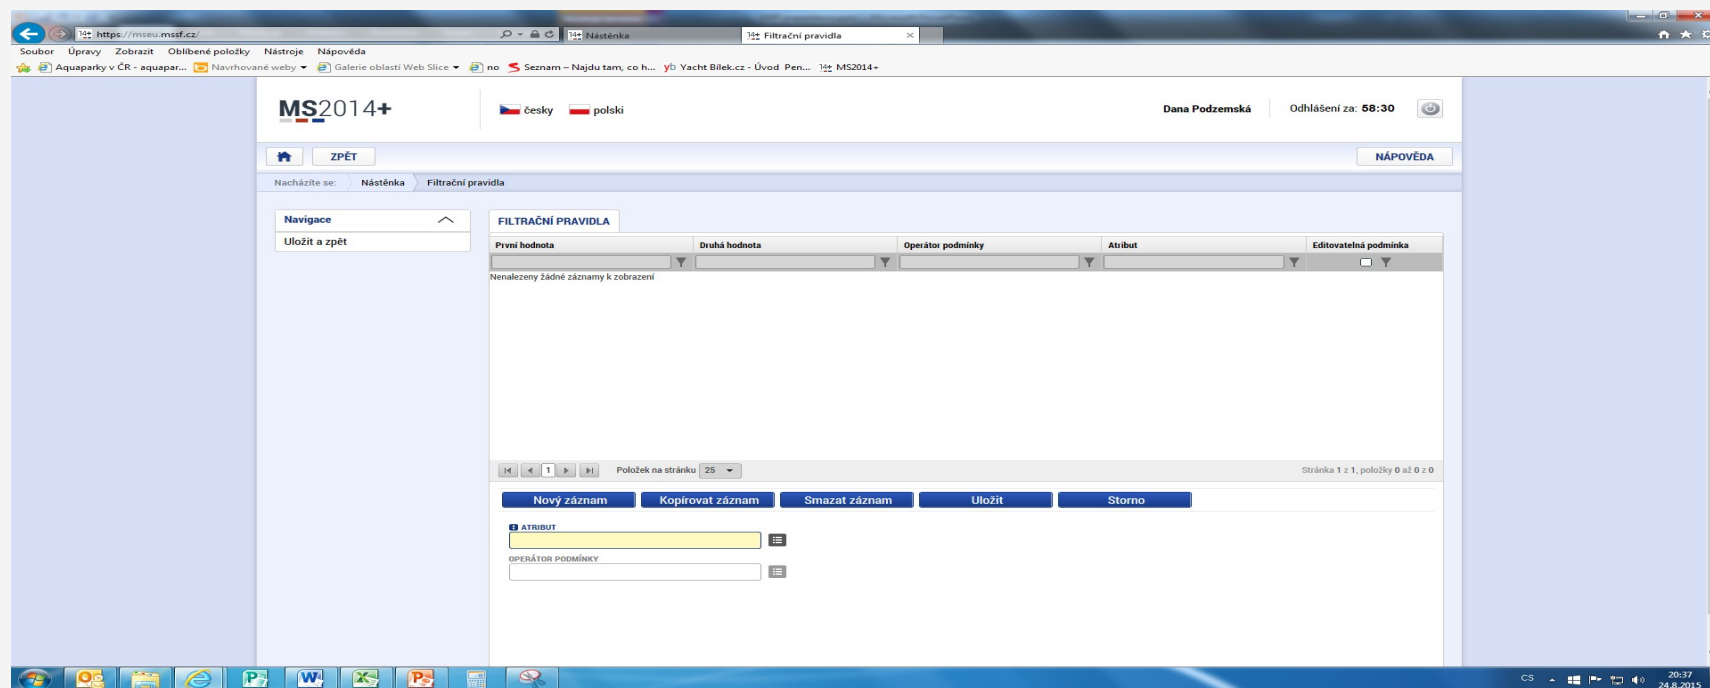 https://mseu.mssf.cz/
14+ Nástěnka
14+ Filtrační pravidla
Soubor Úpravy Zobrazit Oblíbené položky Nástroje Nápověda
Aquaparky v ČR - aquapar... Navrhované weby Galerie oblastí Web Slice no Seznam – Najdu tam, co h... yb Yacht Bílek.cz - Úvod Pen... 14+ MS2014+
MS2014+ česky polski Dana Podzemská Odhlášení za: 58:30
ZPĚT NÁPOVĚDA
Nacházíte se: Nástěnka Filtrační pravidla
Navigace
Uložit a zpět
FILTRAČNÍ PRAVIDLA
První hodnota Druhá hodnota Operátor podmínky Atribut Editovatelná podmínka
Nenalezeny žádné záznamy k zobrazení
1 Položek na stránku 25 Stránka 1 z 1, položky 0 až 0 z 0
Nový záznam Kopírovat záznam Smazat záznam Uložit Storno
ATRIBUT
OPERÁTOR PODMÍNKY
CS 20:37
24.8.2015